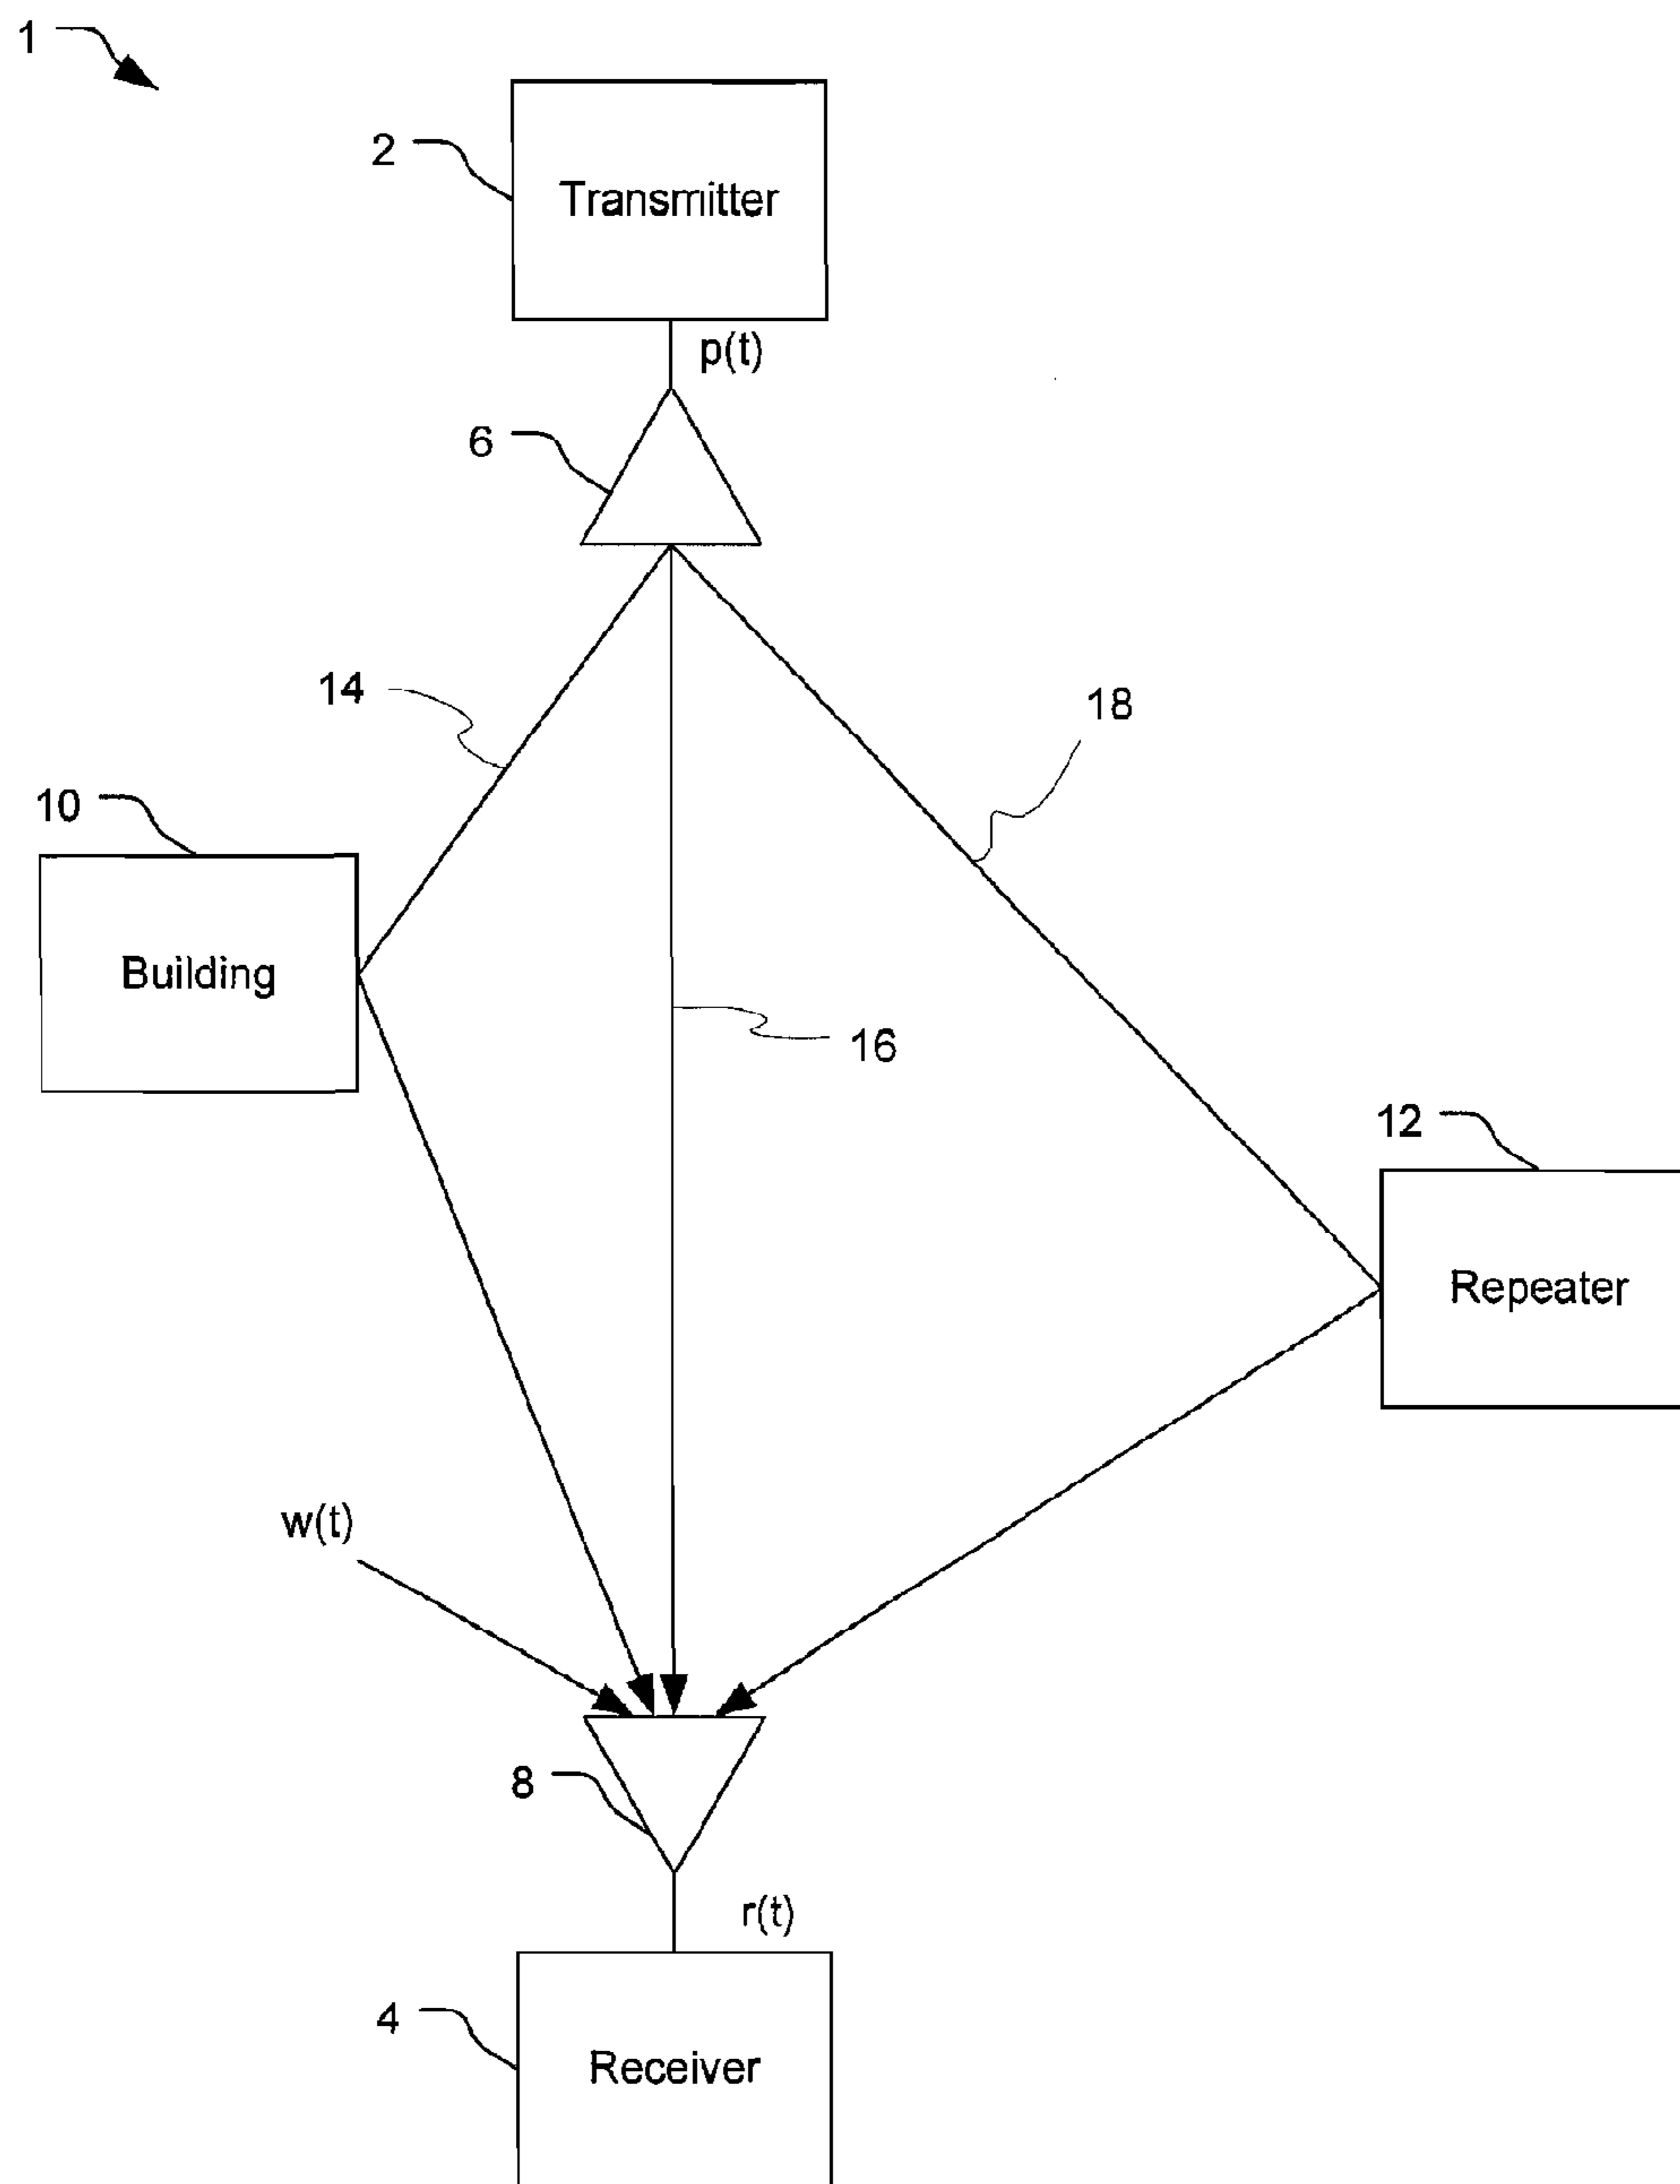 1
2
Transmitter
p(t)
6
14
18
10
Building
16
12
Repeater
w(t)
8
r(t)
4
Receiver